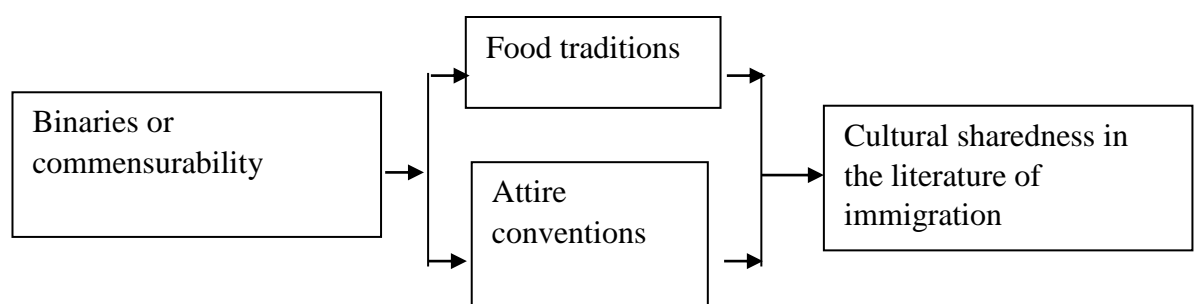 Food traditions
Binaries or
commensurability
Attire
conventions
Cultural sharedness in
the literature of
immigration